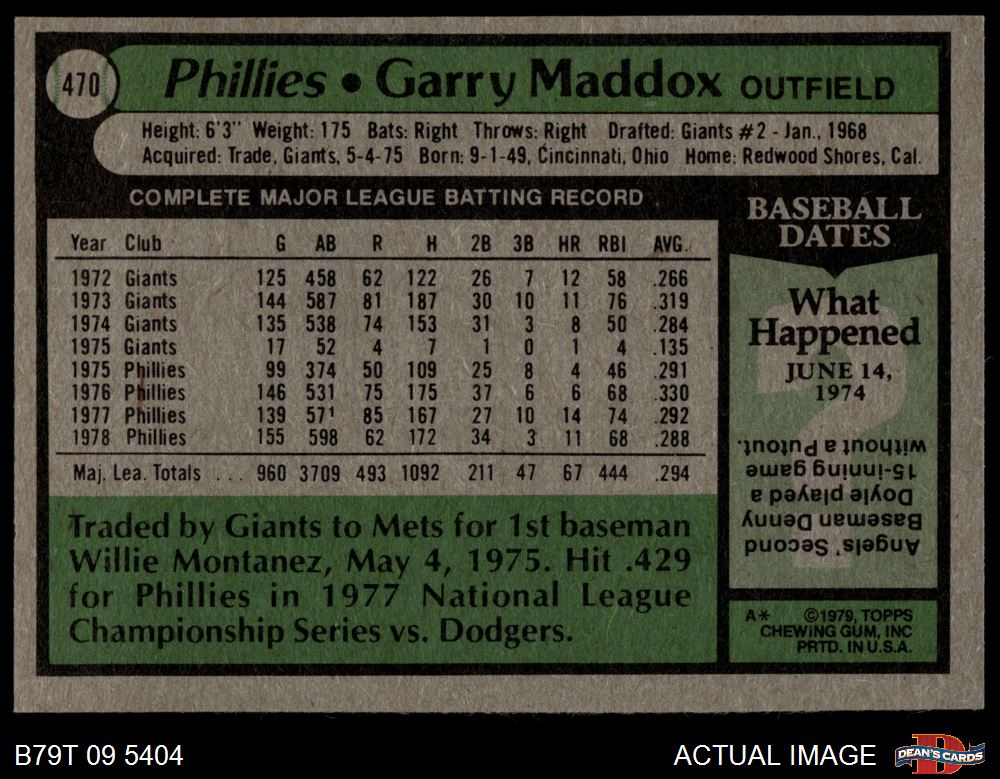 470
Phillies • Garry Maddox OUTFIELD
Height: 6'3" Weight: 175 Bats: Right Throws: Right Drafted: Giants #2 - Jan., 1968
Acquired: Trade, Giants, 5-4-75 Born: 9-1-49, Cincinnati, Ohio Home: Redwood Shores, Cal.
COMPLETE MAJOR LEAGUE BATTING RECORD
Year Club G AB R H 2B 3B HR RBI AVG.
1972 Giants 125 458 62 122 26 7 12 58 .266
1973 Giants 144 587 81 187 30 10 11 76 .319
1974 Giants 135 538 74 153 31 3 8 50 .284
1975 Giants 17 52 4 7 1 0 1 4 .135
1975 Phillies 99 374 50 109 25 8 4 46 .291
1976 Phillies 146 531 75 175 37 6 6 68 .330
1977 Phillies 139 571 85 167 27 10 14 74 .292
1978 Phillies 155 598 62 172 34 3 11 68 .288
Maj. Lea. Totals . . . 960 3709 493 1092 211 47 67 444 .294
Traded by Giants to Mets for 1st baseman
Willie Montanez, May 4, 1975. Hit .429
for Phillies in 1977 National League
Championship Series vs. Dodgers.
BASEBALL
DATES
What
Happened
JUNE 14,
1974
Angels' Second
Baseman Denny
Doyle played a
15-inning game
without a Putout.
A* ©1979, TOPPS
CHEWING GUM, INC
PRTD. IN U.S.A.
B79T 09 5404
ACTUAL IMAGE
DEAN'S CARDS